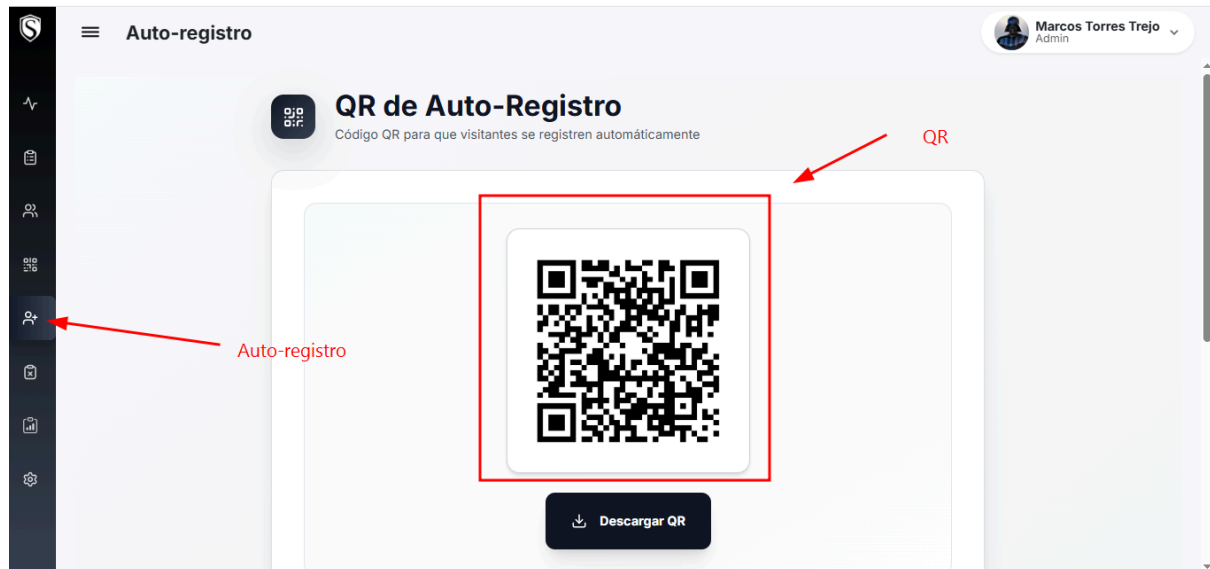 S
Auto-registro
Marcos Torres Trejo
Admin
QR de Auto-Registro
Código QR para que visitantes se registren automáticamente
QR
Auto-registro
Descargar QR